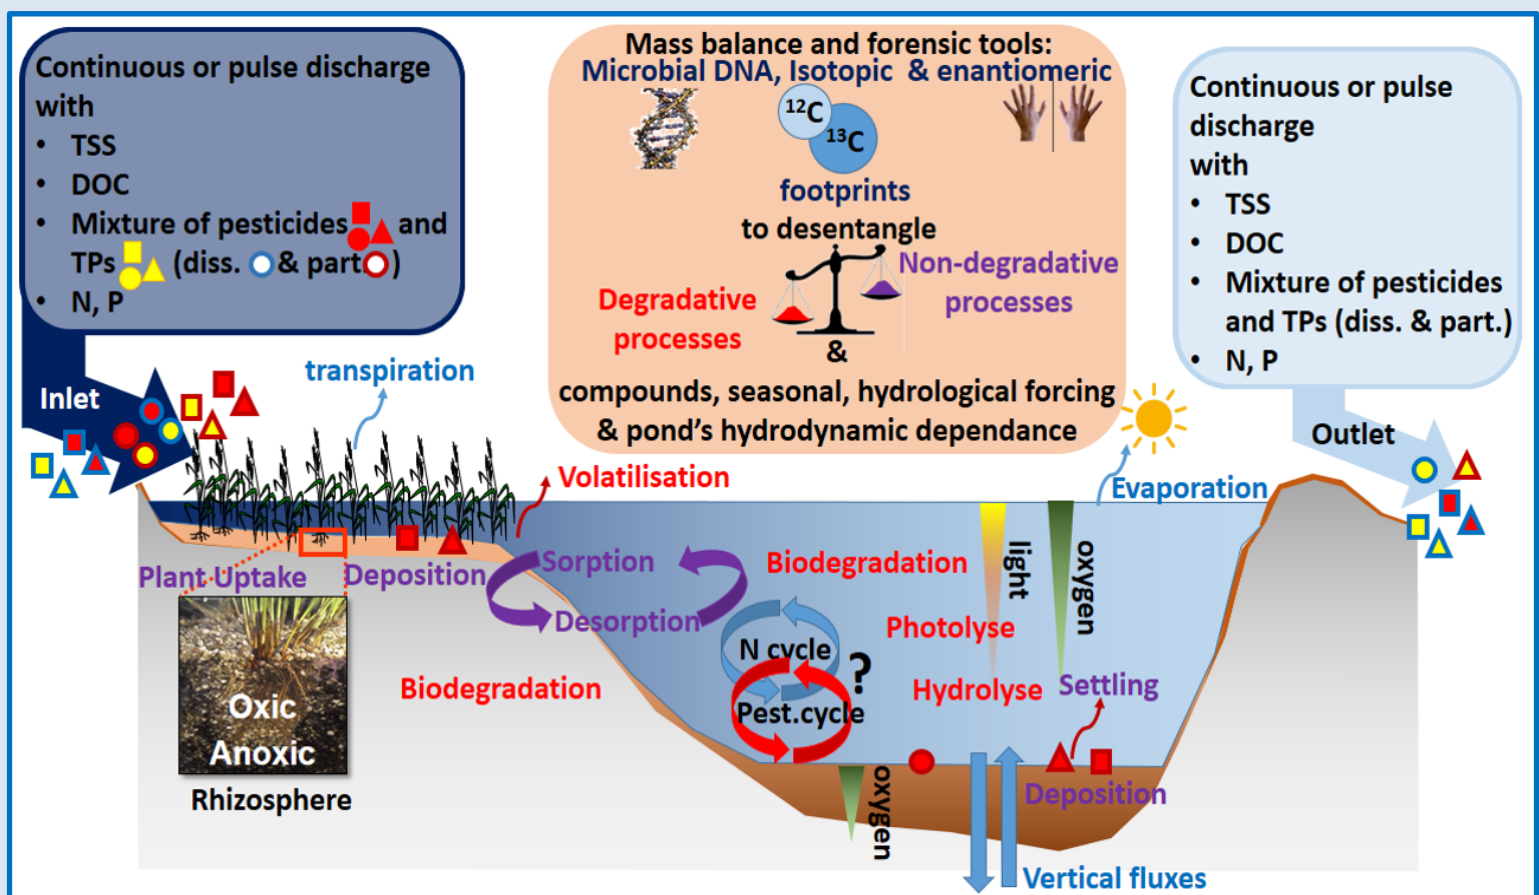 Continuous or pulse discharge
with
• TSS
• DOC
• Mixture of pesticides and
TPs (diss. & part. )
• N, P
Mass balance and forensic tools:
Microbial DNA, Isotopic & enantiomeric
12C
13C
footprints
to desentangle
Non-degradative
processes
Degradative
processes
&
compounds, seasonal, hydrological forcing
& pond's hydrodynamic dependance
Continuous or pulse
discharge
with
• TSS
• DOC
• Mixture of pesticides
and TPs (diss. & part.)
• N, P
Inlet
transpiration
Outlet
Volatilisation
Evaporation
Plant Uptake
Deposition
Sorption
Desorption
Biodegradation
light
oxygen
Photolyse
Hydrolyse
Settling
N cycle
?
Pest.cycle
Biodegradation
Oxic
Anoxic
Rhizosphere
oxygen
Deposition
Vertical fluxes